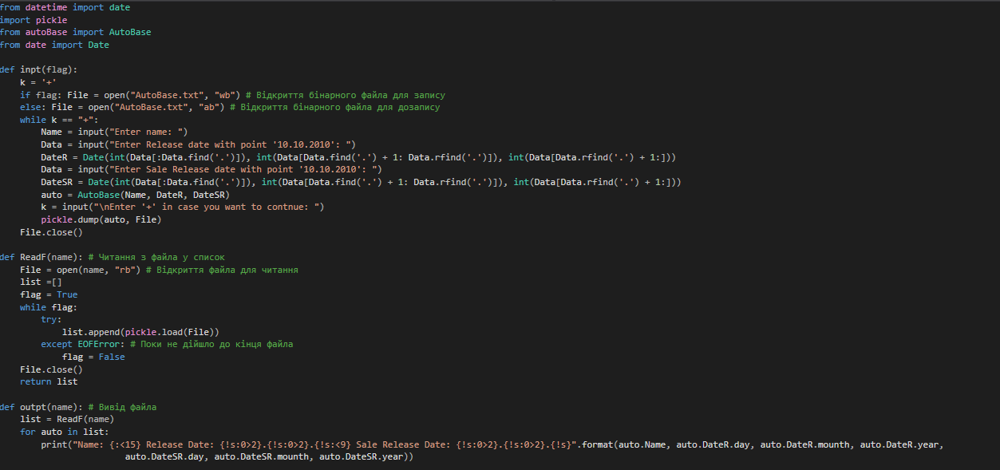 from datetime import date
import pickle
from autoBase import AutoBase
from date import Date

def inpt(flag):
    k = '+'
    if flag: File = open("AutoBase.txt", "wb") # Відкриття бінарного файла для запису
    else: File = open("AutoBase.txt", "ab") # Відкриття бінарного файла для дозапису
    while k == "+":
        Name = input("Enter name: ")
        Data = input("Enter Release date with point '10.10.2010': ")
        DateR = Date(int(Data[:Data.find('.')]), int(Data[Data.find('.') + 1: Data.rfind('.')]), int(Data[Data.rfind('.') + 1:]))
        Data = input("Enter Sale Release date with point '10.10.2010': ")
        DateSR = Date(int(Data[:Data.find('.')]), int(Data[Data.find('.') + 1: Data.rfind('.')]), int(Data[Data.rfind('.') + 1:]))
        auto = AutoBase(Name, DateR, DateSR)
        k = input("\nEnter '+' in case you want to contnue: ")
        pickle.dump(auto, File)
    File.close()

def ReadF(name): # Читання з файла у список
    File = open(name, "rb") # Відкриття файла для читання
    list =[]
    flag = True
    while flag:
        try:
            list.append(pickle.load(File))
        except EOFError: # Поки не дійшло до кінця файла
            flag = False
    File.close()
    return list

def outpt(name): # Вивід файла
    list = ReadF(name)
    for auto in list:
        print("Name: {:<15} Release Date: {!s:0>2}.{!s:0>2}.{!s:<9} Sale Release Date: {!s:0>2}.{!s:0>2}.{!s}".format(auto.Name, auto.DateR.day, auto.DateR.mounth, auto.DateR.year,
                        auto.DateSR.day, auto.DateSR.mounth, auto.DateSR.year))